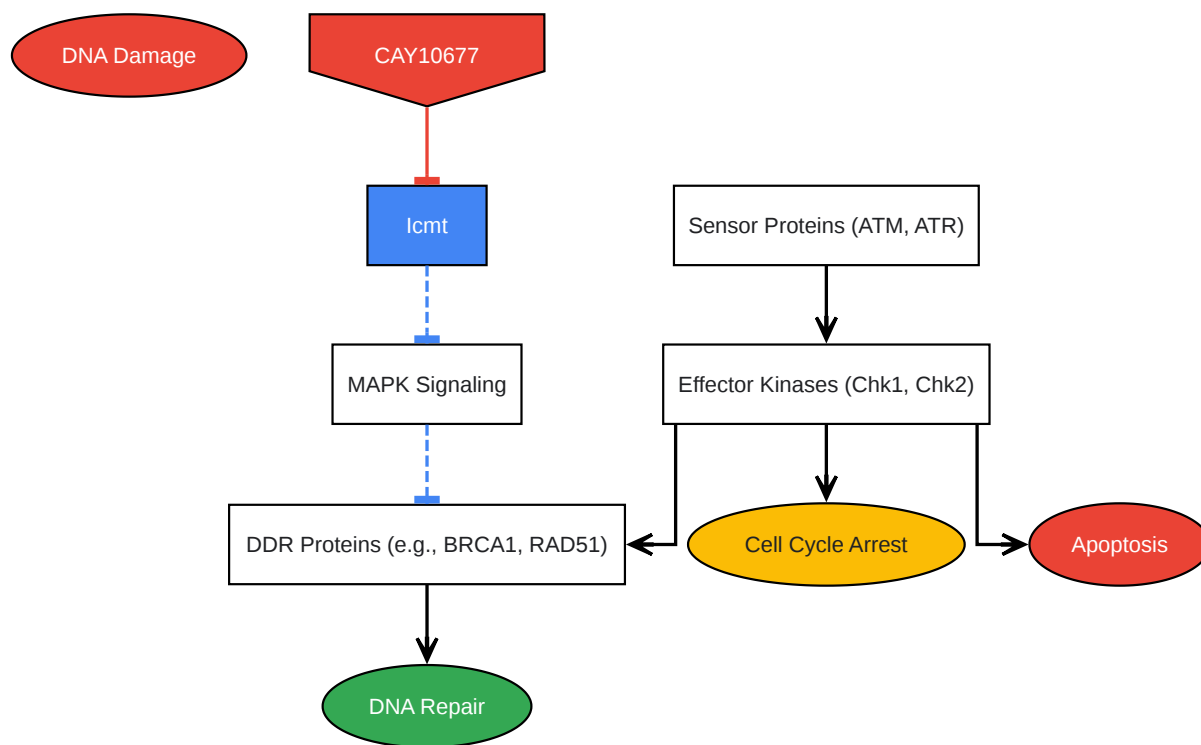 DNA Damage
CAY10677
Icmt
Sensor Proteins (ATM, ATR)
MAPK Signaling
Effector Kinases (Chk1, Chk2)
DDR Proteins (e.g., BRCA1, RAD51)
Cell Cycle Arrest
Apoptosis
DNA Repair